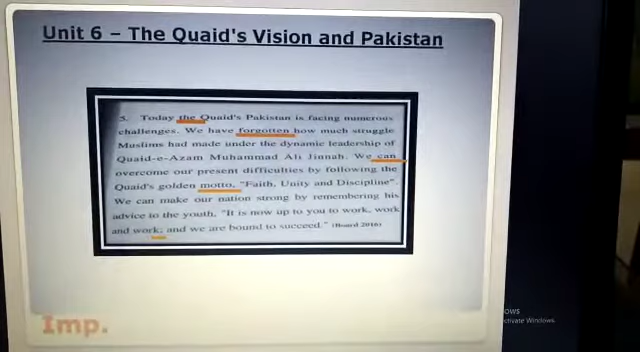 Unit 6 – The Quaid's Vision and Pakistan
5. Today the Quaid's Pakistan is facing numerous
challenges. We have forgotten how much struggle
Muslims had made under the dynamic leadership of
Quaid-e-Azam Muhammad Ali Jinnah. We can
overcome our present difficulties by following the
Quaid's golden motto, "Faith, Unity and Discipline".
We can make our nation strong by remembering his
advice to the youth, "It is now up to you to work, work
and work; and we are bound to succeed." (Board 2016)
Imp.
ows
ctivate Windows.